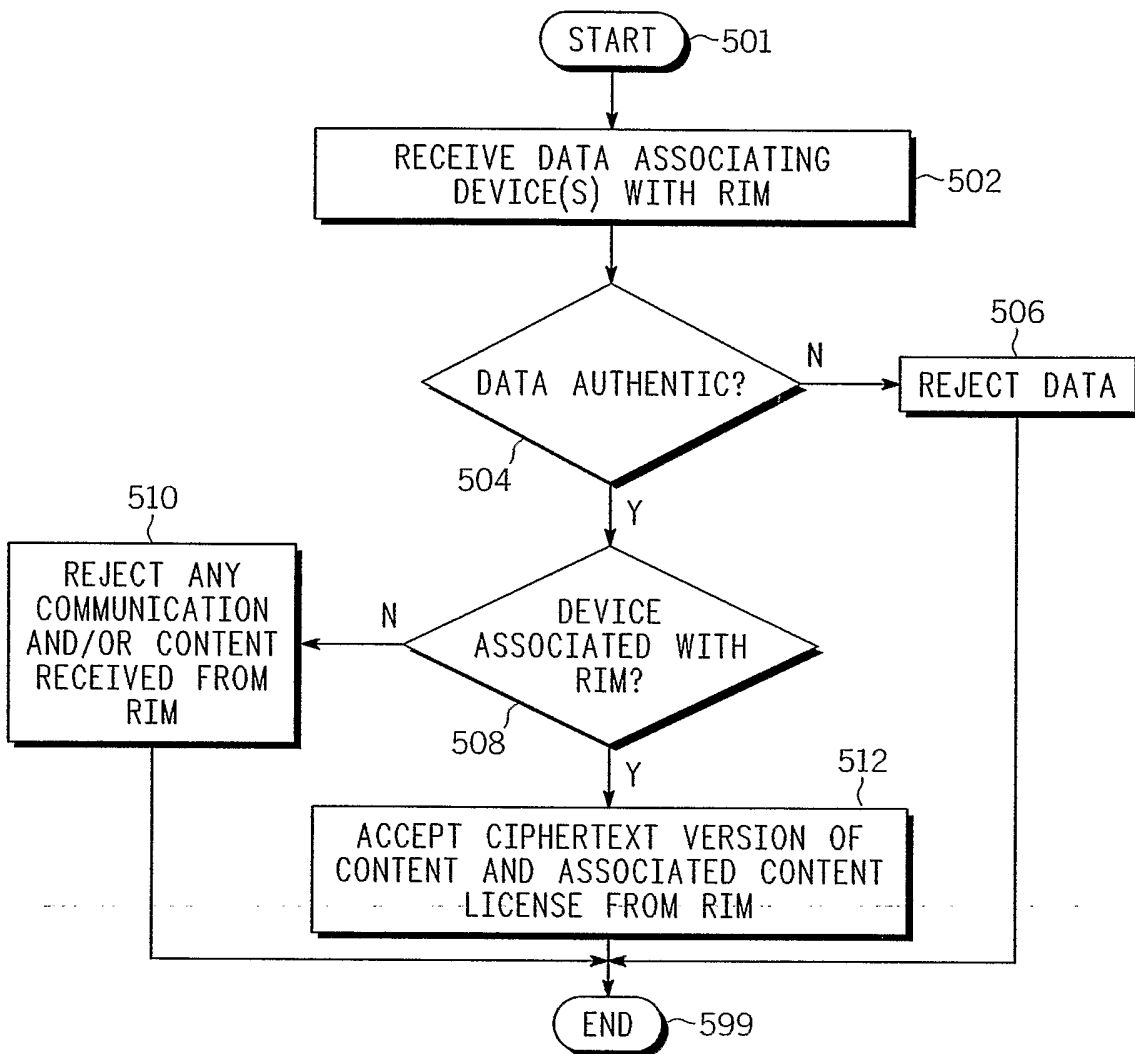 START
501
RECEIVE DATA ASSOCIATING
DEVICE(S) WITH RIM
502
506
DATA AUTHENTIC?
N
REJECT DATA
504
Y
510
REJECT ANY
COMMUNICATION
AND/OR CONTENT
RECEIVED FROM
RIM
N
DEVICE
ASSOCIATED WITH
RIM?
508
Y
512
ACCEPT CIPHERTEXT VERSION OF
CONTENT AND ASSOCIATED CONTENT
LICENSE FROM RIM
END
599